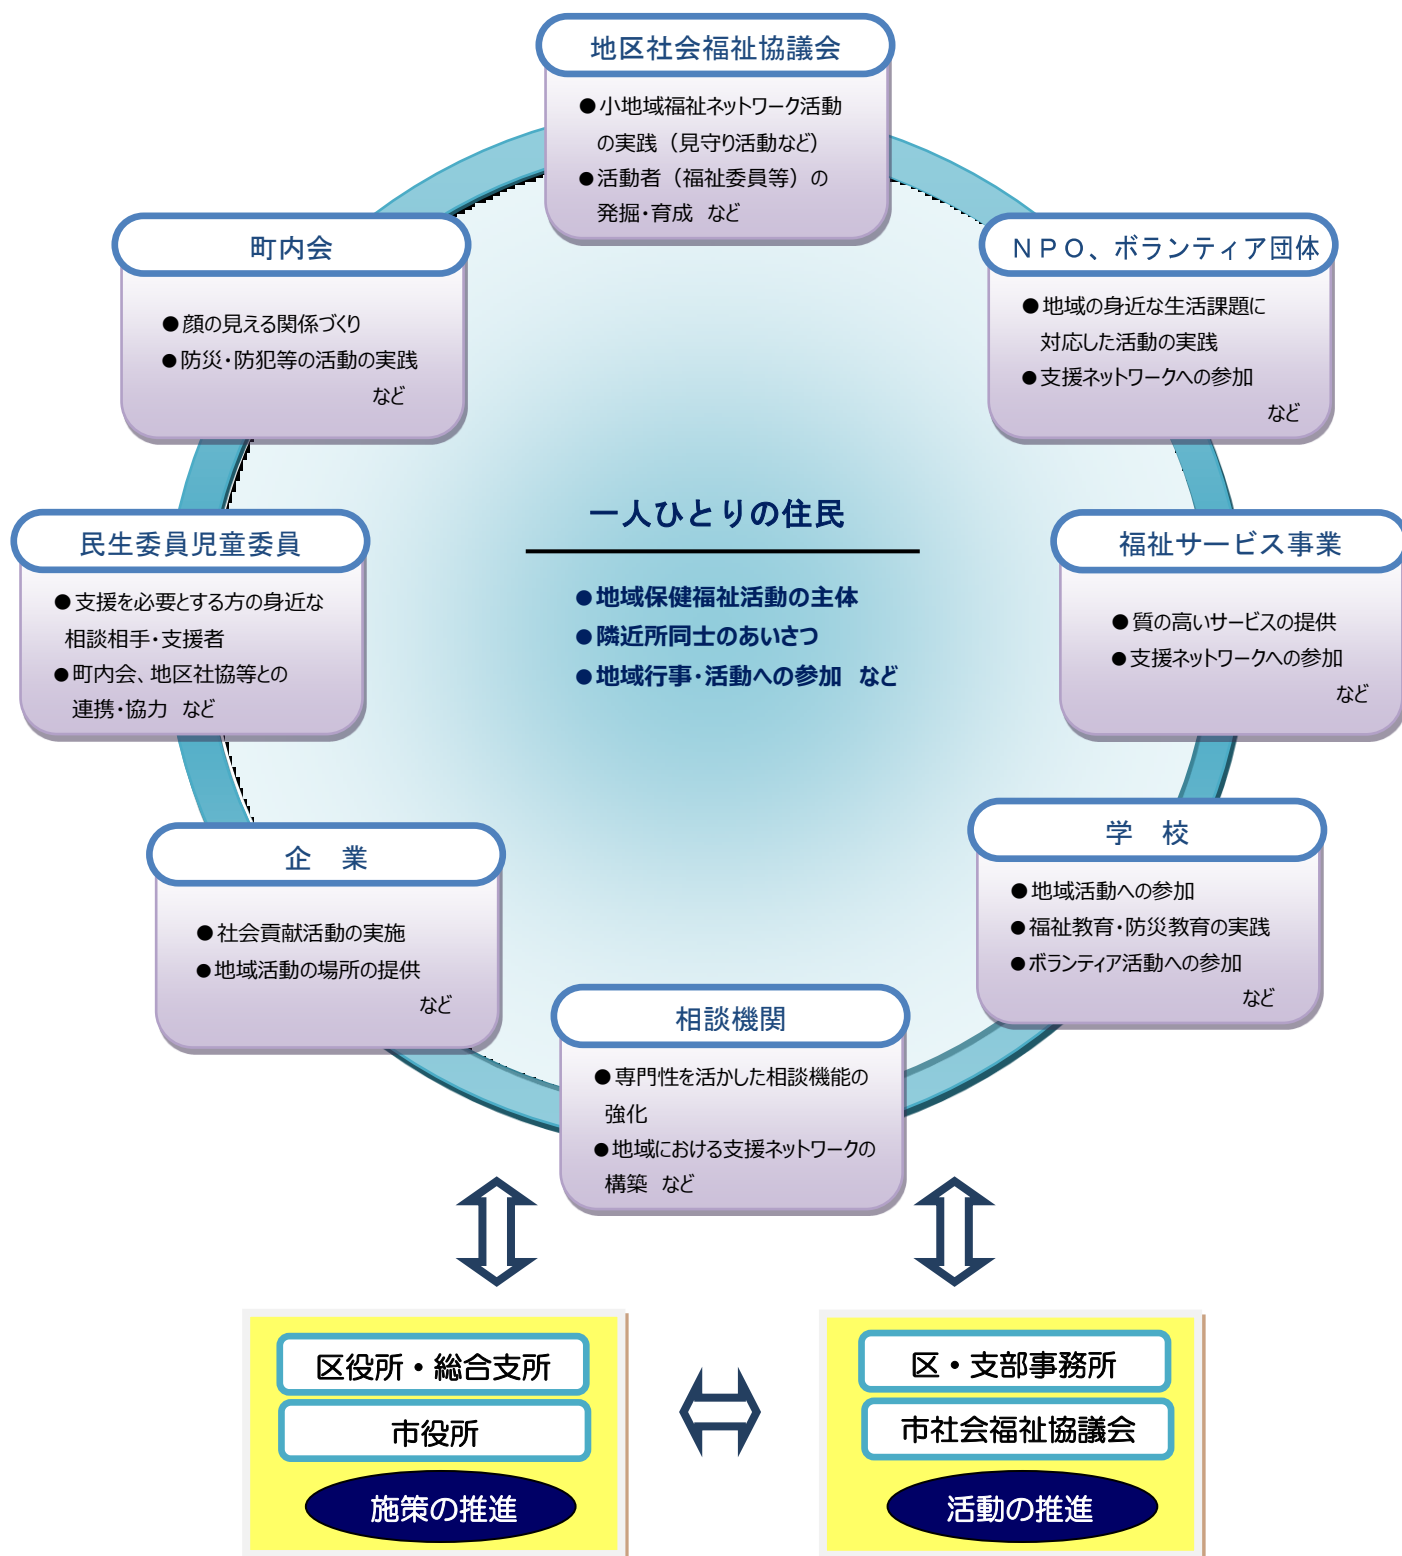 地区社会福祉協議会
●小地域福祉ネットワーク活動
の実践（見守り活動など）
●活動者（福祉委員等）の
発掘・育成　など
町内会
●顔の見える関係づくり
●防災・防犯等の活動の実践
など
ＮＰＯ、ボランティア団体
●地域の身近な生活課題に
対応した活動の実践
●支援ネットワークへの参加
など
一人ひとりの住民
●地域保健福祉活動の主体
●隣近所同士のあいさつ
●地域行事・活動への参加　など
民生委員児童委員
●支援を必要とする方の身近な
相談相手・支援者
●町内会、地区社協等との
連携・協力　など
福祉サービス事業
●質の高いサービスの提供
●支援ネットワークへの参加
など
企　業
●社会貢献活動の実施
●地域活動の場所の提供
など
学　校
●地域活動への参加
●福祉教育・防災教育の実践
●ボランティア活動への参加
など
相談機関
●専門性を活かした相談機能の
強化
●地域における支援ネットワークの
構築　など
区役所・総合支所
市役所
施策の推進
区・支部事務所
市社会福祉協議会
活動の推進